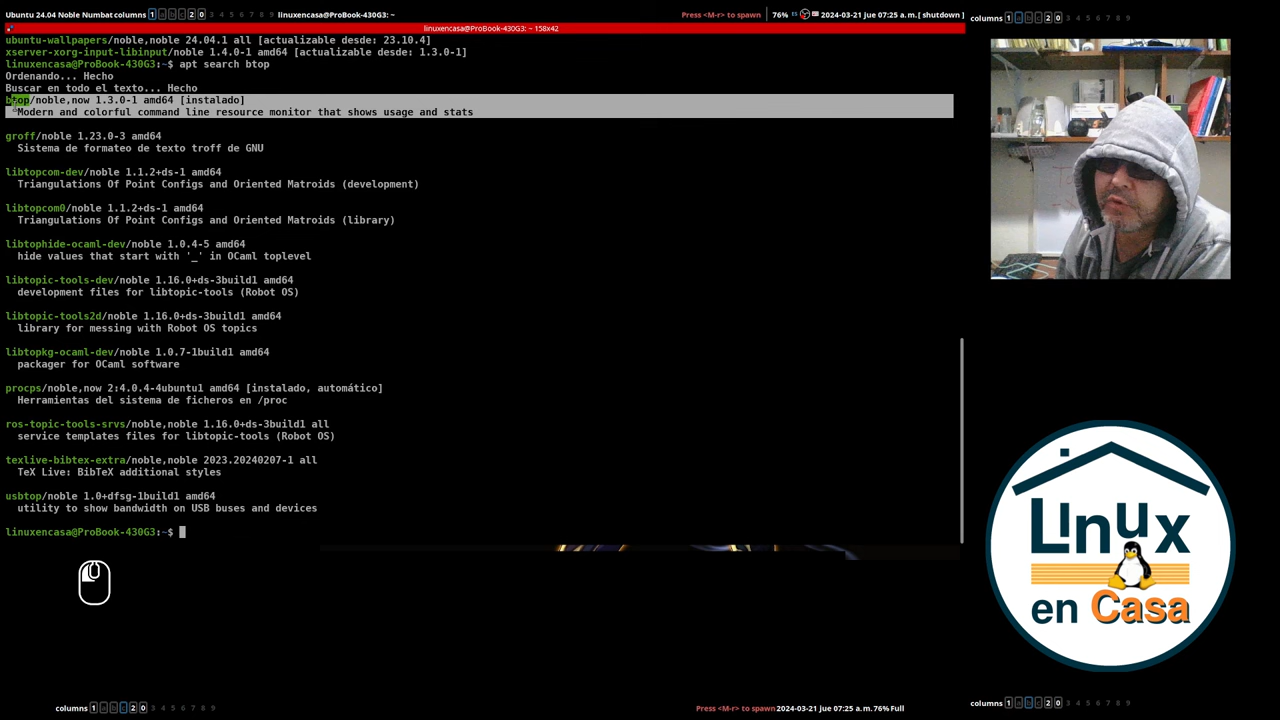 Ubuntu 24.04 Noble Numbat columns 1 a b c 2 0 3 4 5 6 7 8 9 linuxencasa@ProBook-430G3: ~
Press <M-r> to spawn 76% ES 2024-03-21 jue 07:25 a. m. [ shutdown ]
columns 1 a b c 2 0 3 4 5 6 7 8 9
linuxencasa@ProBook-430G3: ~ 158x42
ubuntu-wallpapers/noble,noble 24.04.1 all [actualizable desde: 23.10.4]
xserver-xorg-input-libinput/noble 1.4.0-1 amd64 [actualizable desde: 1.3.0-1]
linuxencasa@ProBook-430G3:~$ apt search btop
Ordenando... Hecho
Buscar en todo el texto... Hecho
btop/noble,now 1.3.0-1 amd64 [instalado]
Modern and colorful command line resource monitor that shows usage and stats
groff/noble 1.23.0-3 amd64
Sistema de formateo de texto troff de GNU
libtopcom-dev/noble 1.1.2+ds-1 amd64
Triangulations Of Point Configs and Oriented Matroids (development)
libtopcom0/noble 1.1.2+ds-1 amd64
Triangulations Of Point Configs and Oriented Matroids (library)
libtophide-ocaml-dev/noble 1.0.4-5 amd64
hide values that start with '_' in OCaml toplevel
libtopic-tools-dev/noble 1.16.0+ds-3build1 amd64
development files for libtopic-tools (Robot OS)
libtopic-tools2d/noble 1.16.0+ds-3build1 amd64
library for messing with Robot OS topics
libtopkg-ocaml-dev/noble 1.0.7-1build1 amd64
packager for OCaml software
procps/noble,now 2:4.0.4-4ubuntu1 amd64 [instalado, automático]
Herramientas del sistema de ficheros en /proc
ros-topic-tools-srvs/noble,noble 1.16.0+ds-3build1 all
service templates files for libtopic-tools (Robot OS)
texlive-bibtex-extra/noble,noble 2023.20240207-1 all
TeX Live: BibTeX additional styles
usbtop/noble 1.0+dfsg-1build1 amd64
utility to show bandwidth on USB buses and devices
linuxencasa@ProBook-430G3:~$
Linux
en Casa
columns 1 a b c 2 0 3 4 5 6 7 8 9
Press <M-r> to spawn 2024-03-21 jue 07:25 a. m. 76% Full
columns 1 a b c 2 0 3 4 5 6 7 8 9